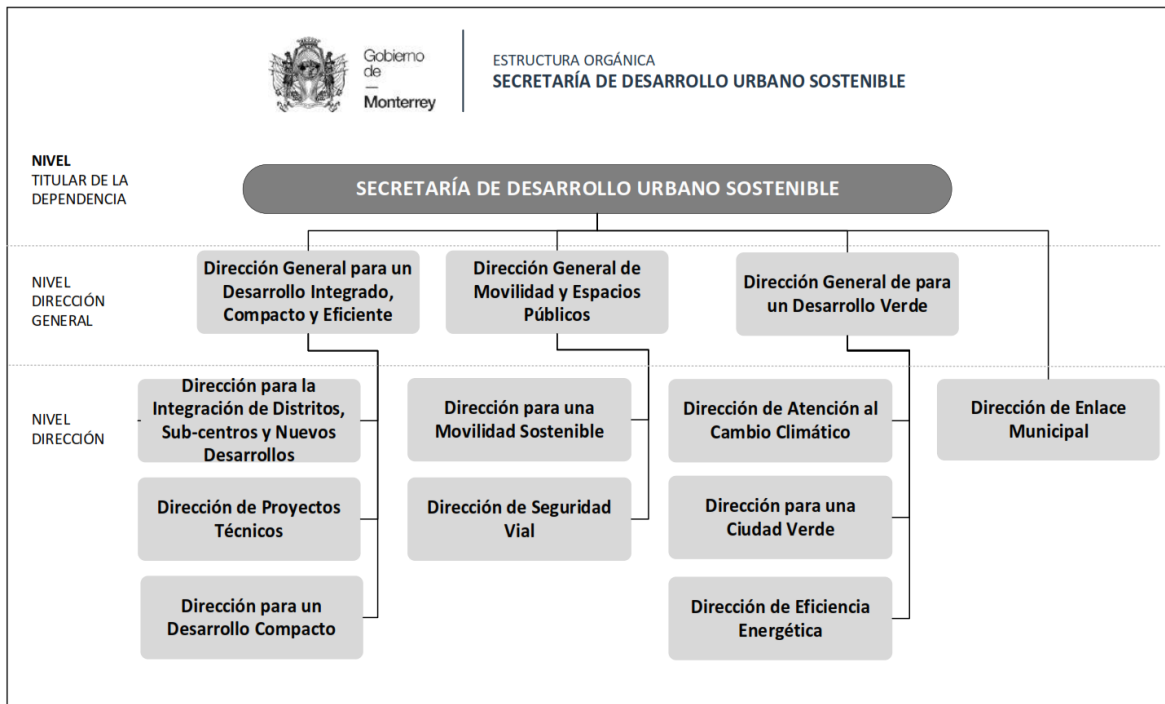 Gobierno
de
—
Monterrey
ESTRUCTURA ORGÁNICA
SECRETARÍA DE DESARROLLO URBANO SOSTENIBLE
NIVEL
TITULAR DE LA
DEPENDENCIA
SECRETARÍA DE DESARROLLO URBANO SOSTENIBLE
NIVEL
DIRECCIÓN
GENERAL
Dirección General para un
Desarrollo Integrado,
Compacto y Eficiente
Dirección General de
Movilidad y Espacios
Públicos
Dirección General de para
un Desarrollo Verde
NIVEL
DIRECCIÓN
Dirección para la
Integración de Distritos,
Sub-centros y Nuevos
Desarrollos
Dirección para una
Movilidad Sostenible
Dirección de Atención al
Cambio Climático
Dirección de Enlace
Municipal
Dirección de Proyectos
Técnicos
Dirección de Seguridad
Vial
Dirección para una
Ciudad Verde
Dirección para un
Desarrollo Compacto
Dirección de Eficiencia
Energética